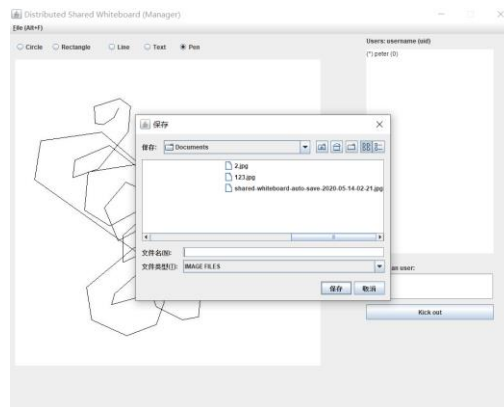 Distributed Shared Whiteboard (Manager)
File (Alt+F)
Circle Rectangle Line Text Pen
Users: username (uid)
(*) peter (0)
保存
保存: Documents
2.jpg
123.jpg
shared-whiteboard-auto-save-2020-05-14-02-21.jpg
文件名(N):
文件类型(T): IMAGE FILES
保存 取消
an user:
Kick out